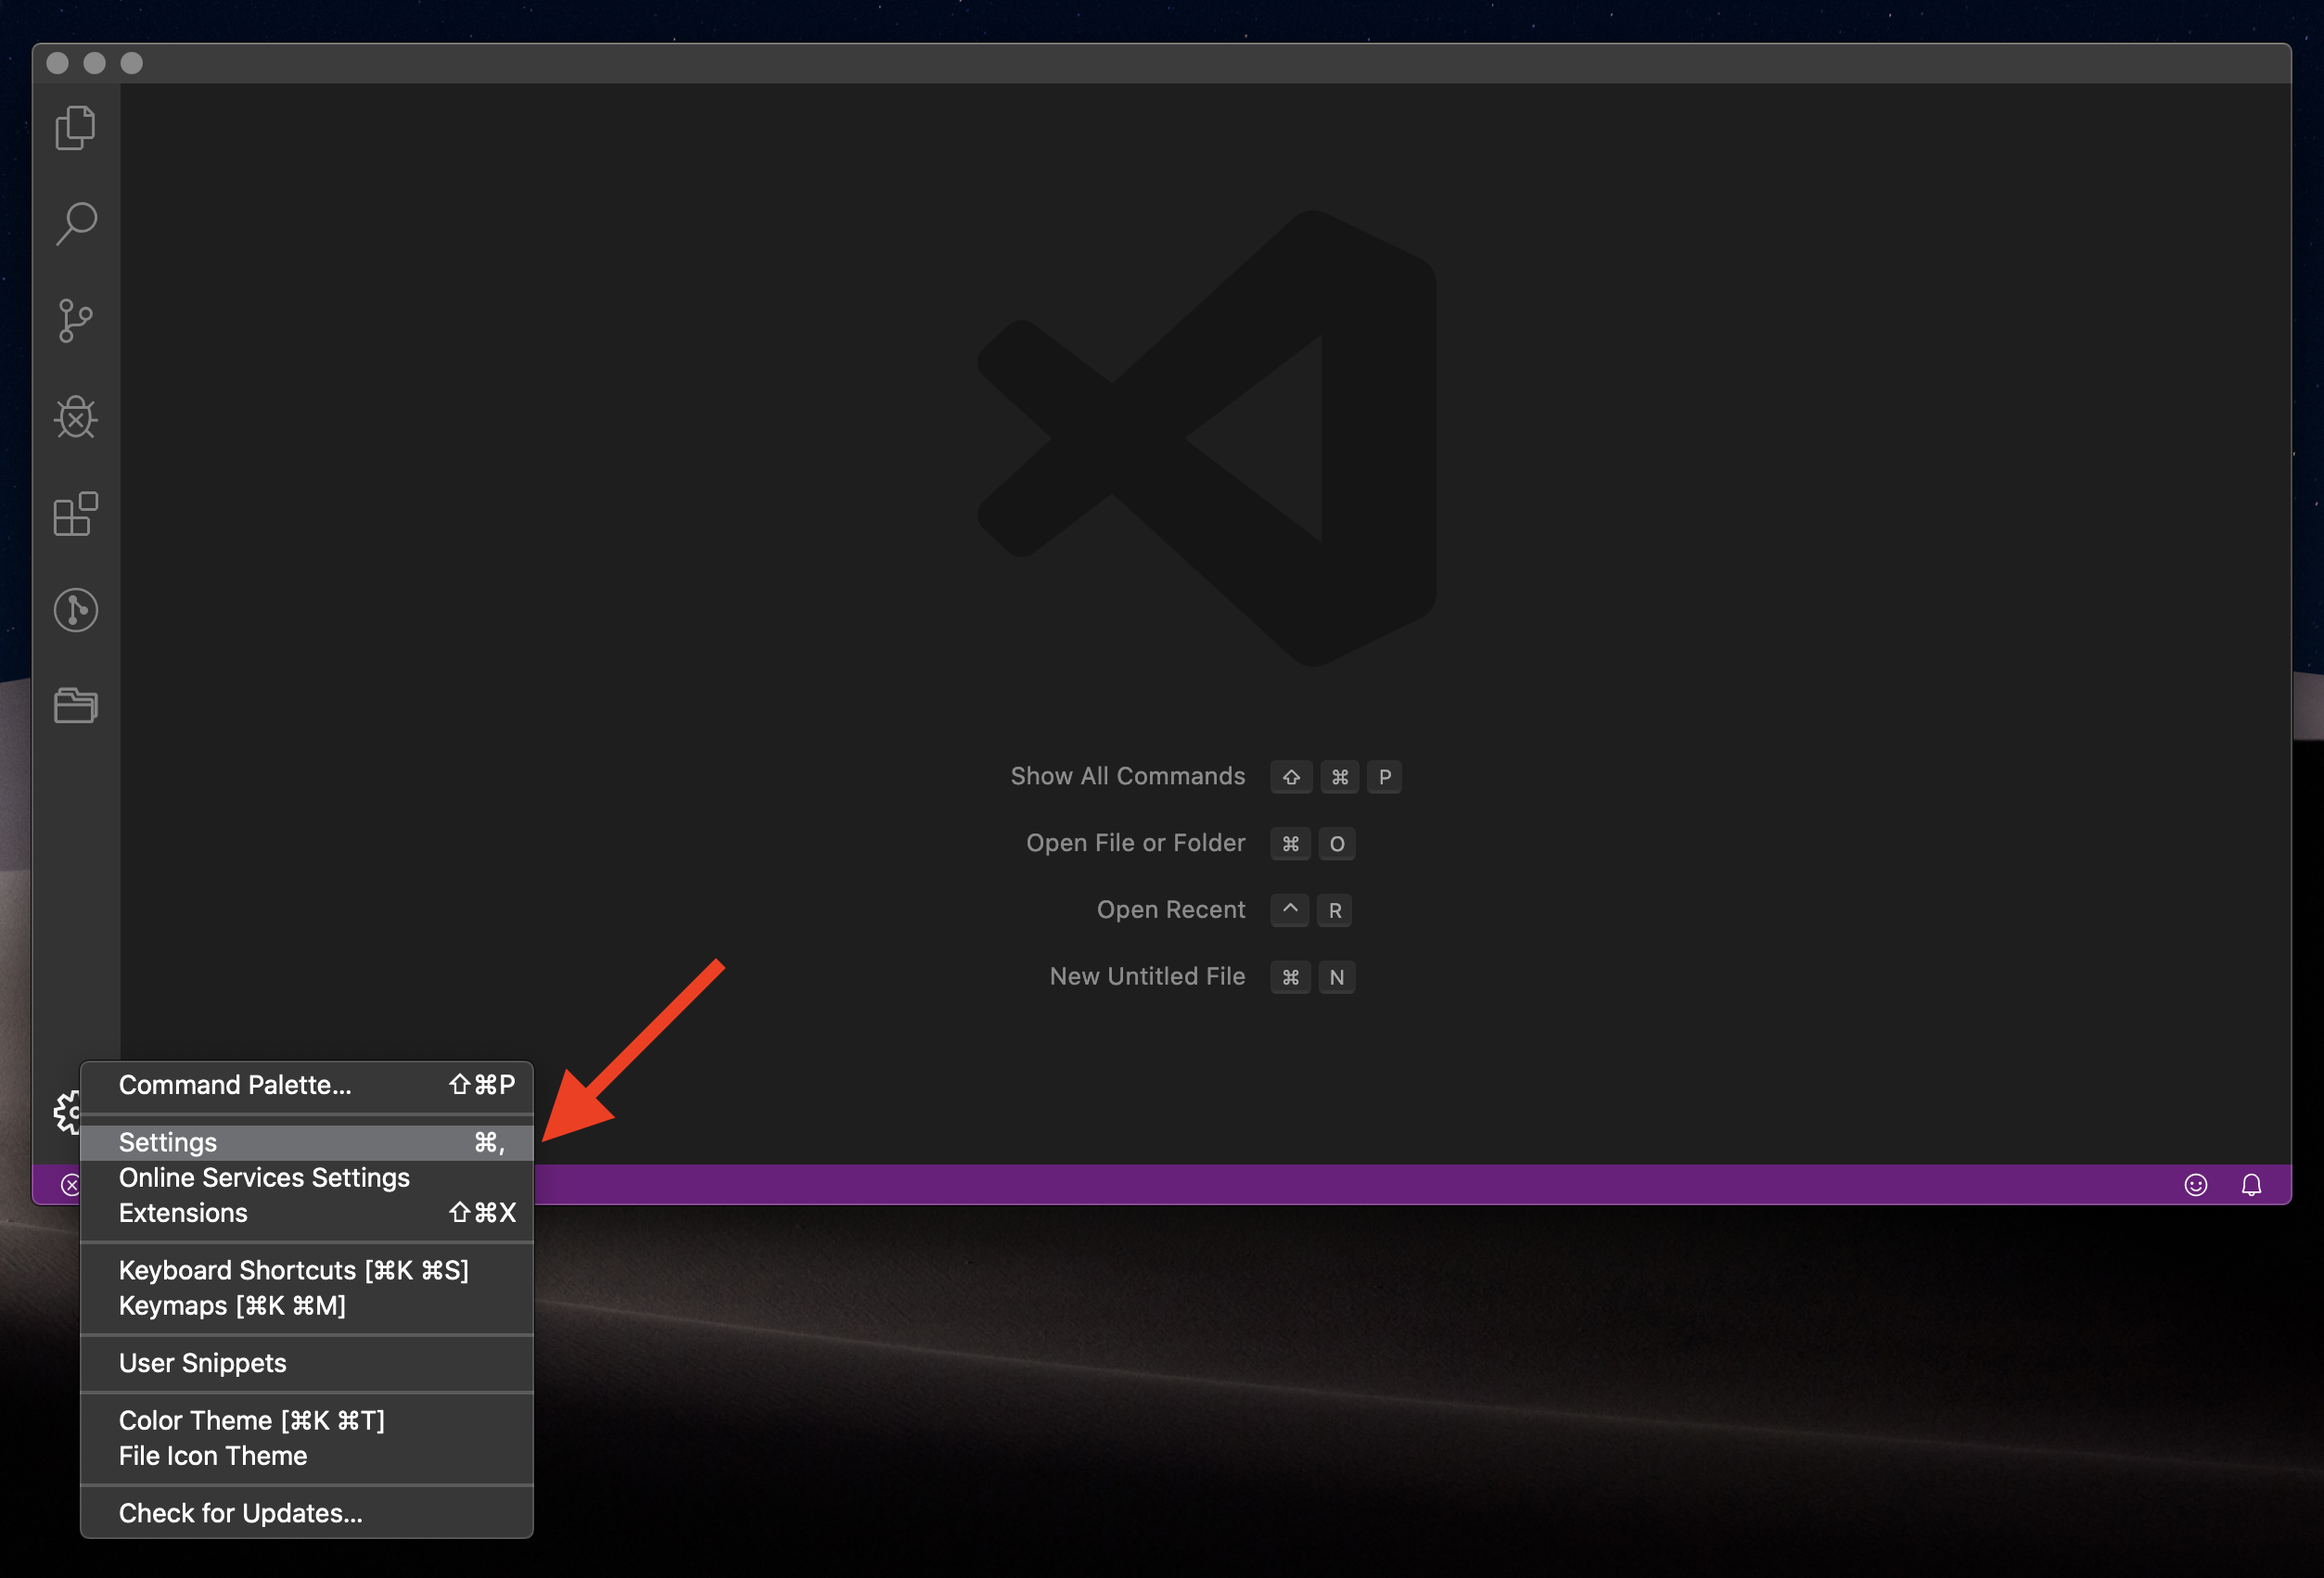 Show All Commands ⇧ ⌘ P
Open File or Folder ⌘ O
Open Recent ^ R
New Untitled File ⌘ N
Command Palette... ⇧⌘P
Settings ⌘,
Online Services Settings
Extensions ⇧⌘X
Keyboard Shortcuts [⌘K ⌘S]
Keymaps [⌘K ⌘M]
User Snippets
Color Theme [⌘K ⌘T]
File Icon Theme
Check for Updates...